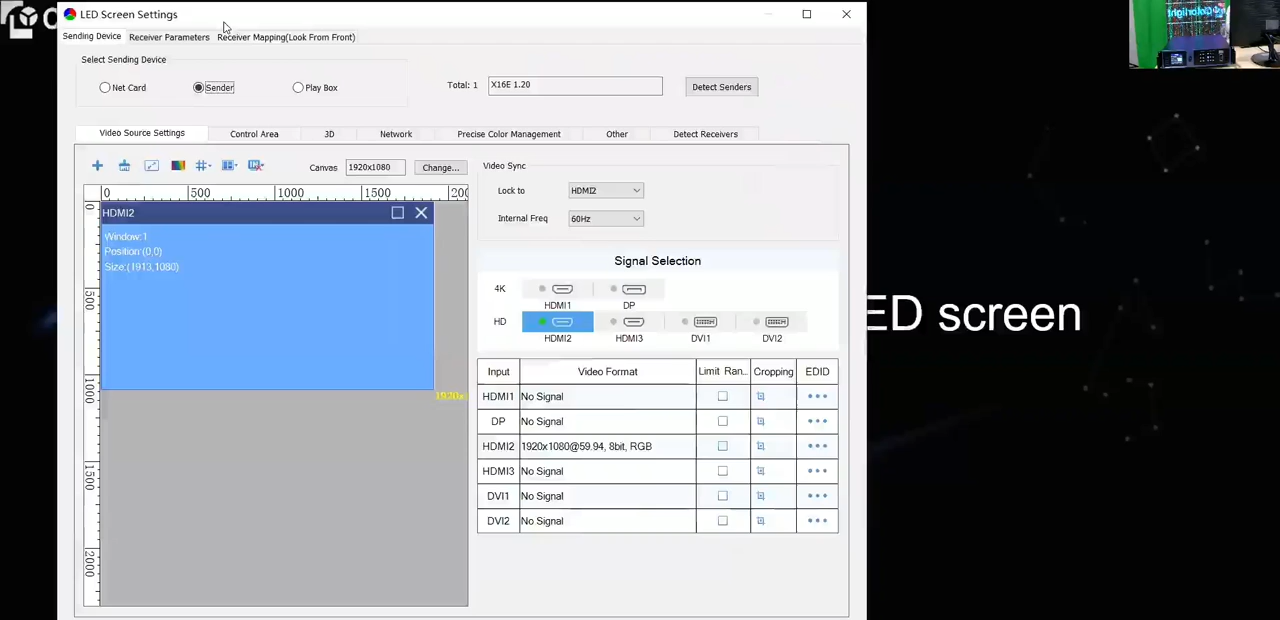 LED Screen Settings
Sending Device Receiver Parameters Receiver Mapping(Look From Front)
Select Sending Device
Net Card Sender Play Box Total: 1 X16E 1.20 Detect Senders
Video Source Settings Control Area 3D Network Precise Color Management Other Detect Receivers
Canvas 1920x1080 Change...
Video Sync
Lock to HDMI2
Internal Freq 60Hz
0 500 1000 1500 200
0
500
1000
1500
2000
HDMI2
Window:1
Position:(0,0)
Size:(1913,1080)
1920x
Signal Selection
4K
HDMI1 DP
HD
HDMI2 HDMI3 DVI1 DVI2
Input Video Format Limit Ran... Cropping EDID
HDMI1 No Signal
DP No Signal
HDMI2 1920x1080@59.94, 8bit, RGB
HDMI3 No Signal
DVI1 No Signal
DVI2 No Signal
ED screen
Colorlight